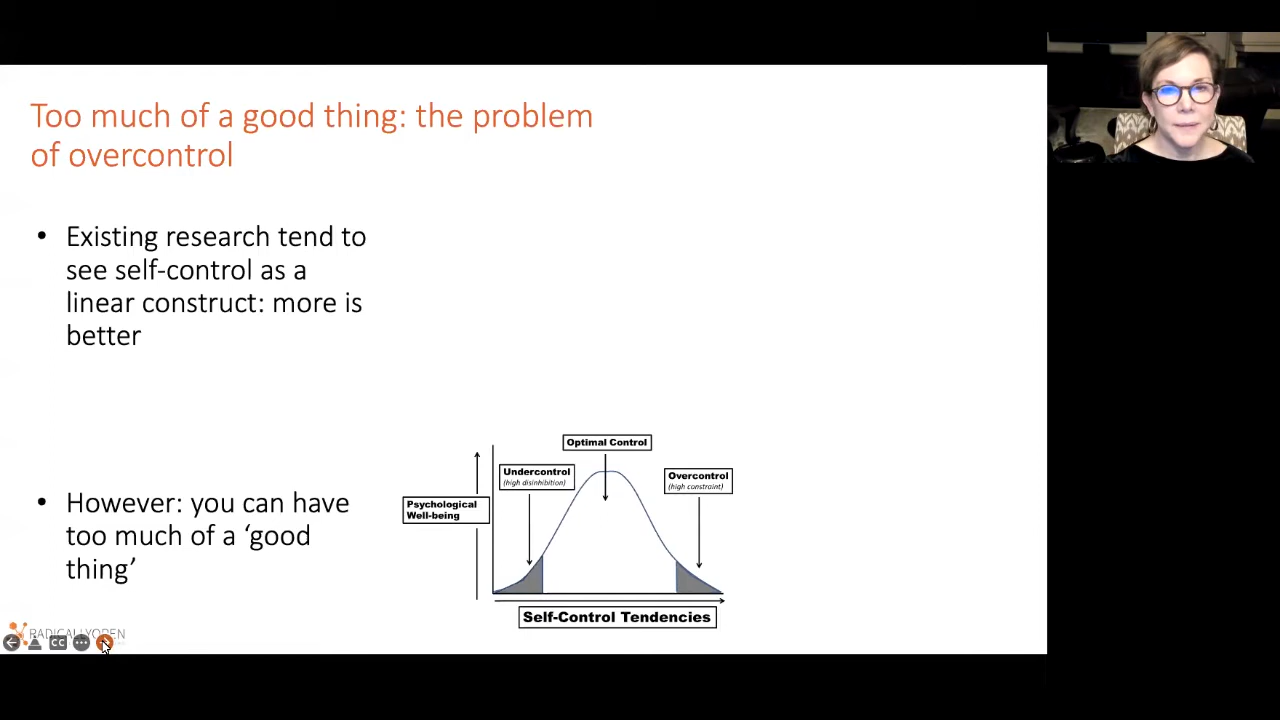 Too much of a good thing: the problem
of overcontrol
• Existing research tend to
see self-control as a
linear construct: more is
better
• However: you can have
too much of a ‘good
thing’
Optimal Control
Undercontrol
(high disinhibition)
Overcontrol
(high constraint)
Psychological
Well-being
Self-Control Tendencies
RADICALLYOPEN
CC